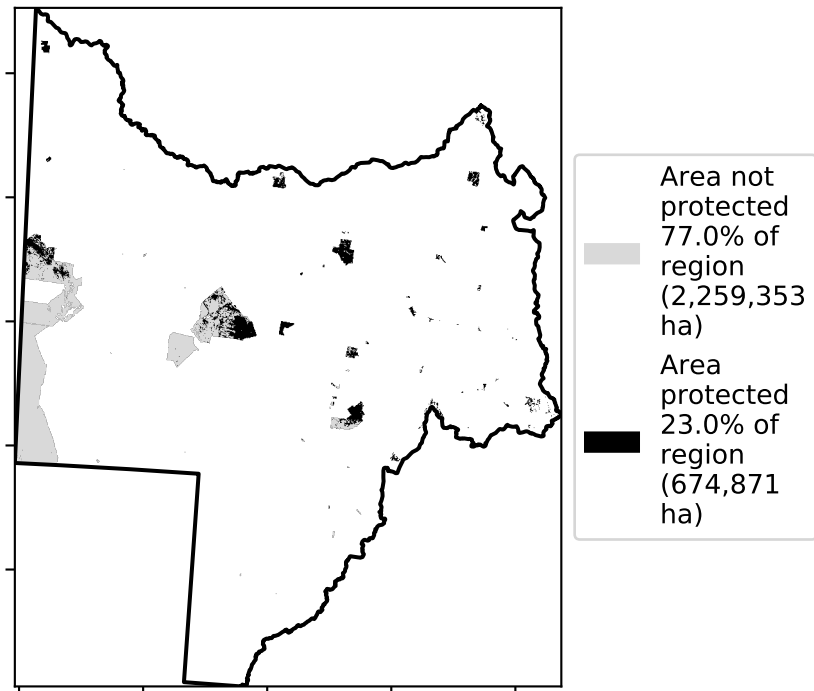 Area not
protected
77.0% of
region
(2,259,353
ha)
Area
protected
23.0% of
region
(674,871
ha)